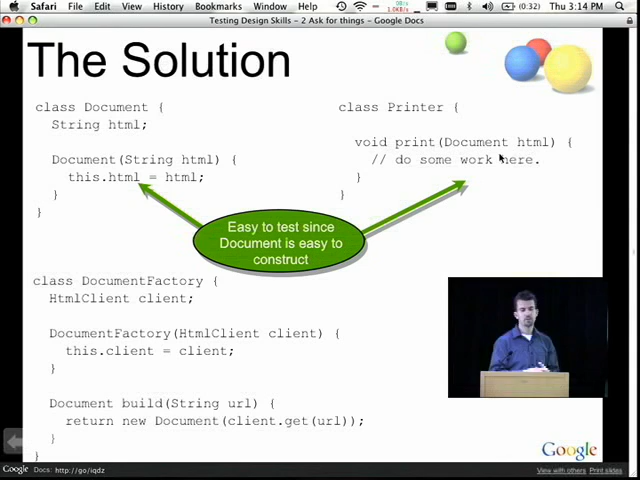 Safari File Edit View History Bookmarks Window Help (0:32) Thu 3:14 PM
Testing Design Skills - 2 Ask for things - Google Docs
The Solution
class Document {
String html;
Document(String html) {
this.html = html;
}
}
class Printer {
void print(Document html) {
// do some work here.
}
}
Easy to test since
Document is easy to
construct
class DocumentFactory {
HtmlClient client;
DocumentFactory(HtmlClient client) {
this.client = client;
}
Document build(String url) {
return new Document(client.get(url));
}
}
Google
Google Docs: http://go/iqdz View with others Print slides